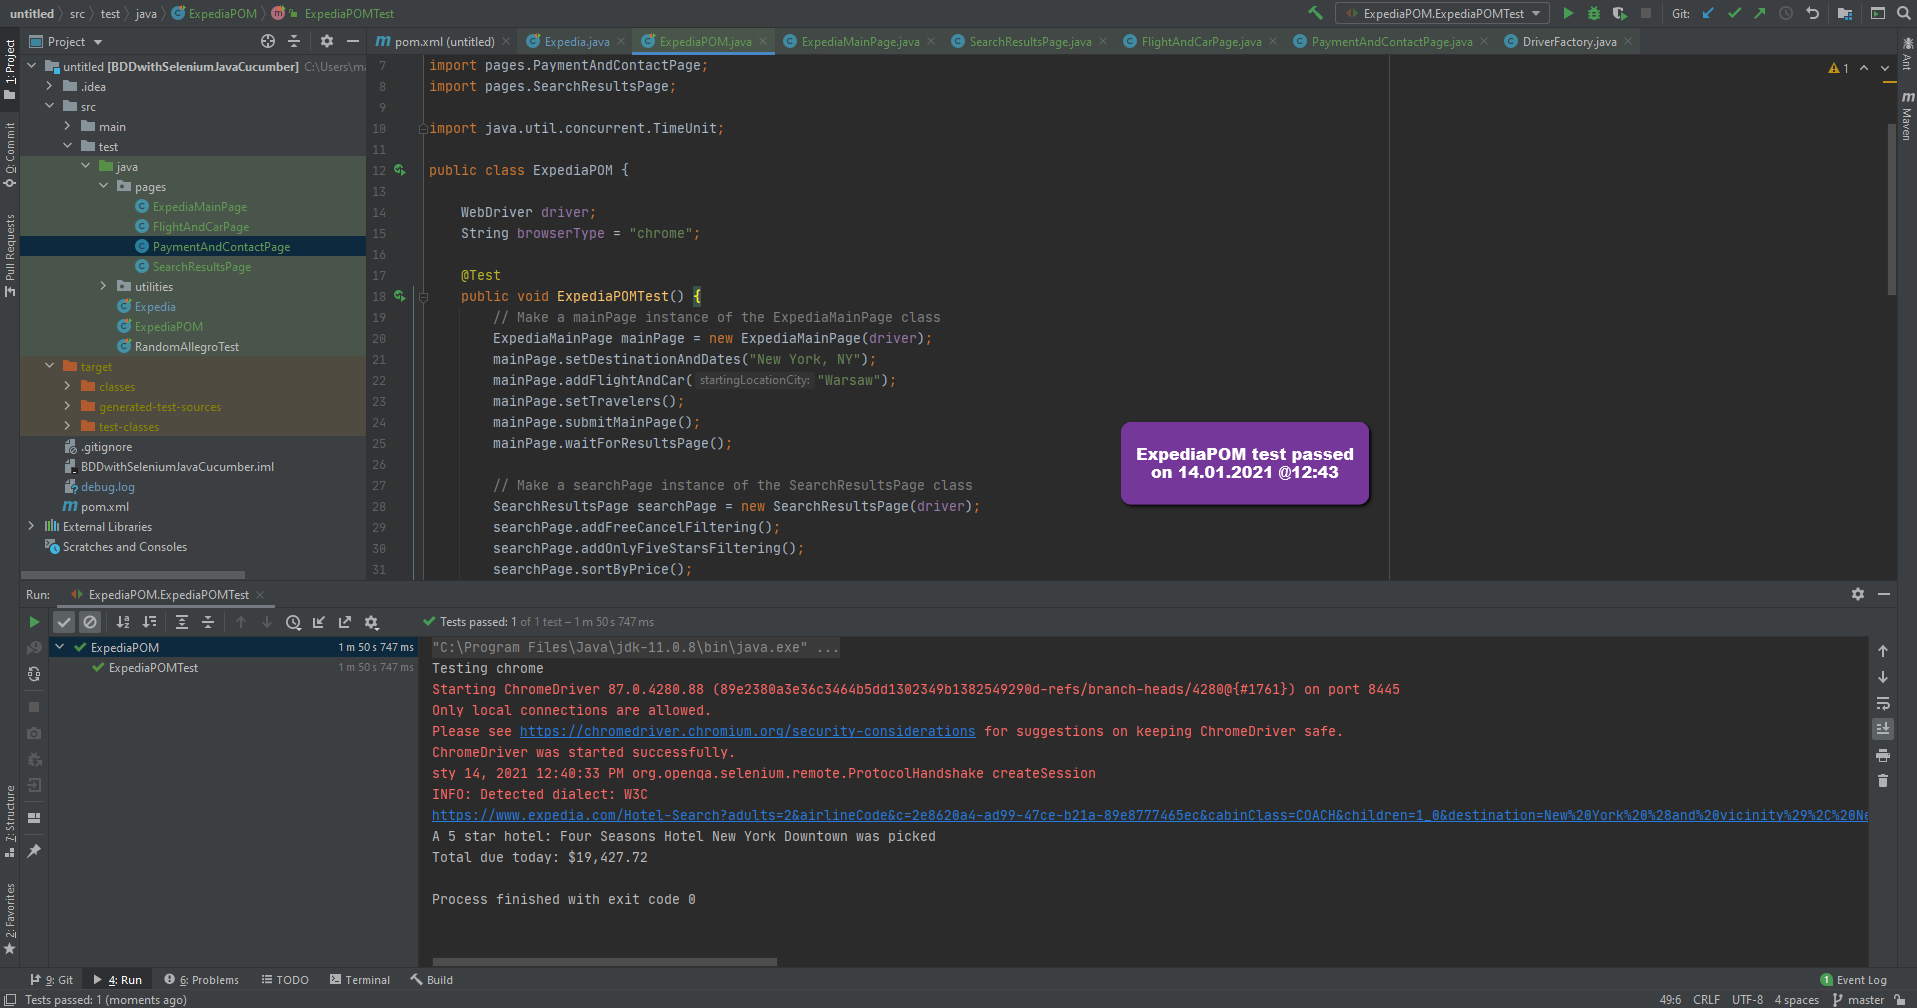 untitled src test java ExpediaPOM ExpediaPOMTest
ExpediaPOM.ExpediaPOMTest Git:
Project
pom.xml (untitled) Expedia.java ExpediaPOM.java ExpediaMainPage.java SearchResultsPage.java FlightAndCarPage.java PaymentAndContactPage.java DriverFactory.java
1: Project
0: Commit
Pull Requests
7: Structure
2: Favorites
Ant
Maven
untitled [BDDwithSeleniumJavaCucumber] C:\Users\ma
.idea
src
main
test
java
pages
ExpediaMainPage
FlightAndCarPage
PaymentAndContactPage
SearchResultsPage
utilities
Expedia
ExpediaPOM
RandomAllegroTest
target
classes
generated-test-sources
test-classes
.gitignore
BDDwithSeleniumJavaCucumber.iml
debug.log
pom.xml
External Libraries
Scratches and Consoles
1
7 import pages.PaymentAndContactPage;
8 import pages.SearchResultsPage;
9
10 import java.util.concurrent.TimeUnit;
11
12 public class ExpediaPOM {
13
14 WebDriver driver;
15 String browserType = "chrome";
16
17 @Test
18 public void ExpediaPOMTest() {
19 // Make a mainPage instance of the ExpediaMainPage class
20 ExpediaMainPage mainPage = new ExpediaMainPage(driver);
21 mainPage.setDestinationAndDates("New York, NY");
22 mainPage.addFlightAndCar( startingLocationCity: "Warsaw");
23 mainPage.setTravelers();
24 mainPage.submitMainPage();
25 mainPage.waitForResultsPage();
26
27 // Make a searchPage instance of the SearchResultsPage class
28 SearchResultsPage searchPage = new SearchResultsPage(driver);
29 searchPage.addFreeCancelFiltering();
30 searchPage.addOnlyFiveStarsFiltering();
31 searchPage.sortByPrice();
ExpediaPOM test passed
on 14.01.2021 @12:43
Run: ExpediaPOM.ExpediaPOMTest
Tests passed: 1 of 1 test – 1 m 50 s 747 ms
ExpediaPOM 1 m 50 s 747 ms
ExpediaPOMTest 1 m 50 s 747 ms
"C:\Program Files\Java\jdk-11.0.8\bin\java.exe" ...
Testing chrome
Starting ChromeDriver 87.0.4280.88 (89e2380a3e36c3464b5dd1302349b1382549290d-refs/branch-heads/4280@{#1761}) on port 8445
Only local connections are allowed.
Please see https://chromedriver.chromium.org/security-considerations for suggestions on keeping ChromeDriver safe.
ChromeDriver was started successfully.
sty 14, 2021 12:40:33 PM org.openqa.selenium.remote.ProtocolHandshake createSession
INFO: Detected dialect: W3C
https://www.expedia.com/Hotel-Search?adults=2&airlineCode&c=2e8620a4-ad99-47ce-b21a-89e8777465ec&cabinClass=COACH&children=1_0&destination=New%20York%20%28and%20vicinity%29%2C%20Ne
A 5 star hotel: Four Seasons Hotel New York Downtown was picked
Total due today: $19,427.72
Process finished with exit code 0
9: Git 4: Run 6: Problems TODO Terminal Build 1 Event Log
Tests passed: 1 (moments ago) 49:6 CRLF UTF-8 4 spaces master